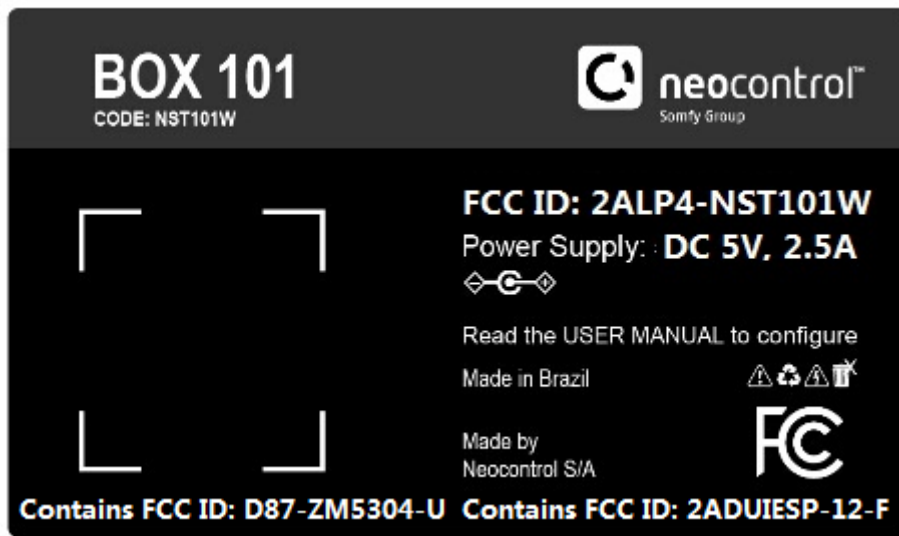 BOX 101
CODE: NST101W
neocontrol™
Somfy Group
FCC ID: 2ALP4-NST101W
Power Supply: : DC 5V, 2.5A
Read the USER MANUAL to configure
Made in Brazil
FC
Made by
Neocontrol S/A
Contains FCC ID: D87-ZM5304-U
Contains FCC ID: 2ADUIESP-12-F